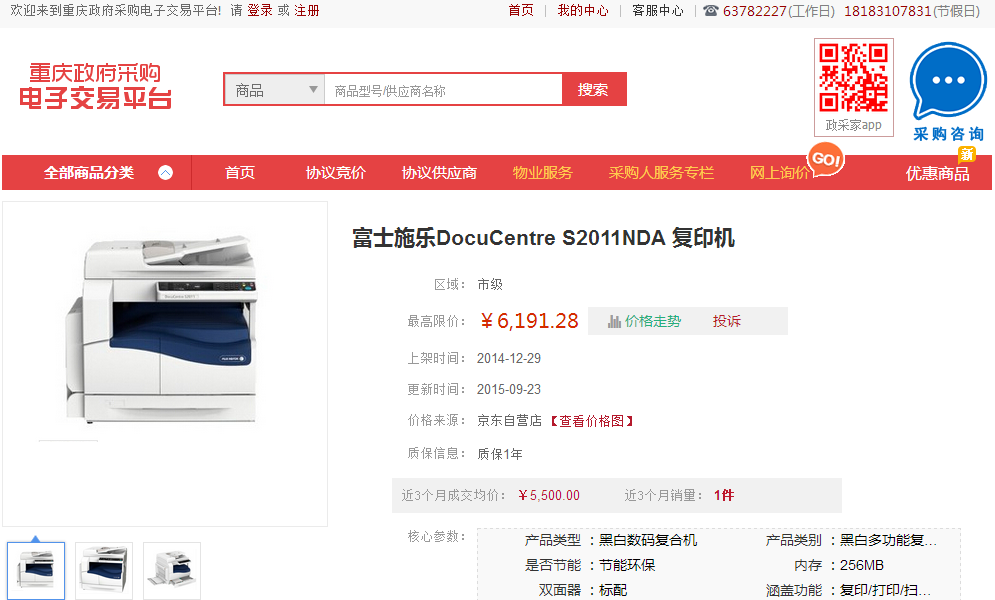 欢迎来到重庆政府采购电子交易平台! 请 登录 或 注册
首页 | 我的中心 | 客服中心 | 63782227(工作日) 18183107831(节假日)
重庆政府采购
电子交易平台
商品 商品型号/供应商名称 搜索
政采家app
采购咨询
全部商品分类 首页 协议竞价 协议供应商 物业服务 采购人服务专栏 网上询价 GO! 优惠商品 新
富士施乐DocuCentre S2011NDA 复印机
区域： 市级
最高限价： ￥6,191.28 价格走势 投诉
上架时间： 2014-12-29
更新时间： 2015-09-23
价格来源： 京东自营店 【查看价格图】
质保信息： 质保1年
近3个月成交均价： ￥5,500.00 近3个月销量： 1件
核心参数：
产品类型 ：黑白数码复合机 产品类别 ：黑白多功能复…
是否节能 ：节能环保 内存 ：256MB
双面器 ：标配 涵盖功能 ：复印/打印/扫…